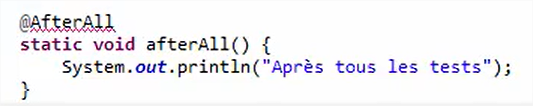 @AfterAll
static void afterAll() {
    System.out.println("Après tous les tests");
}